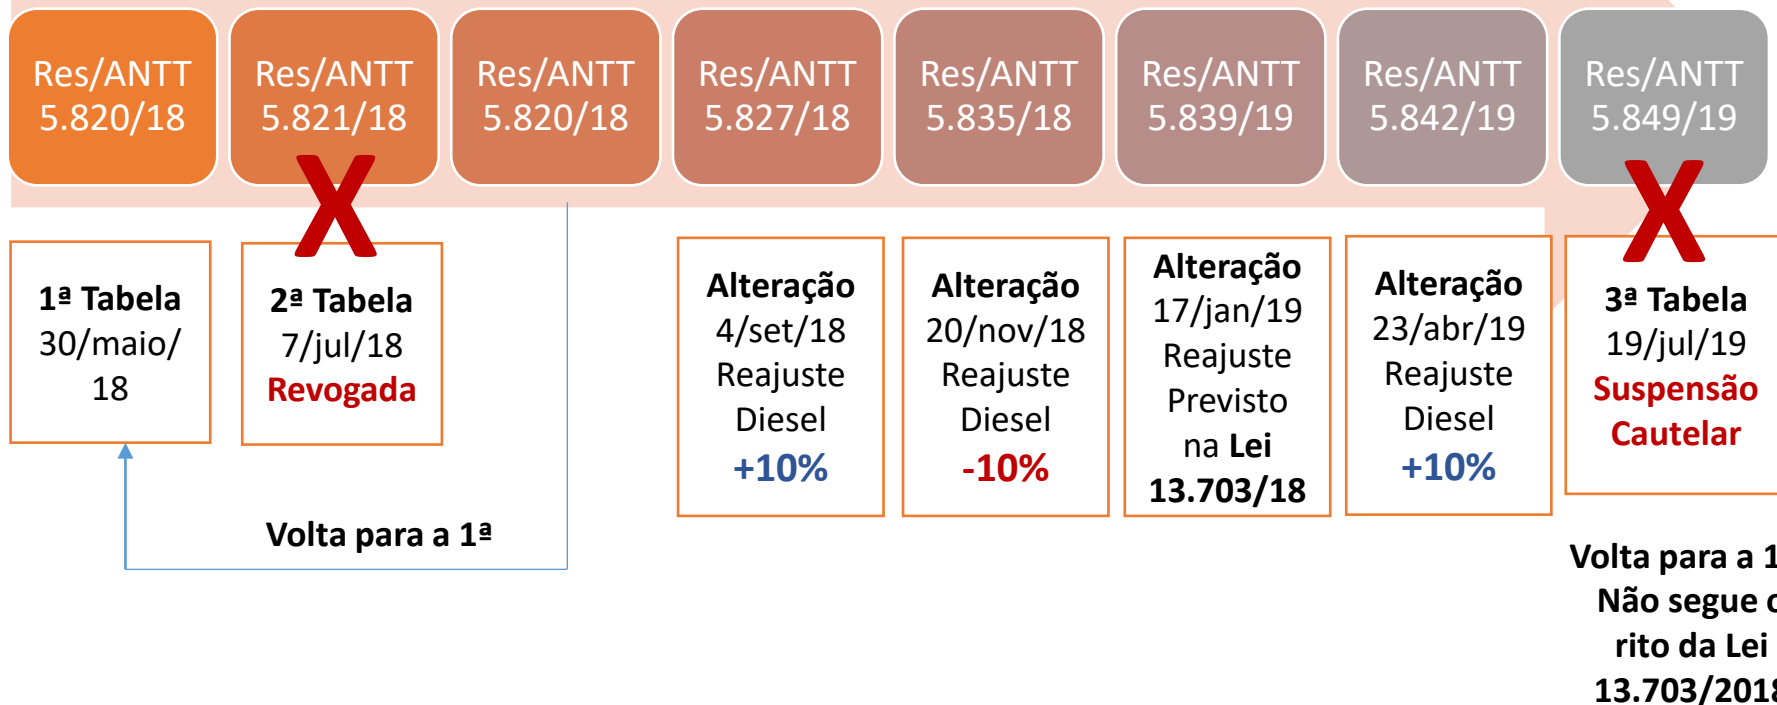 Res/ANTT
5.820/18
Res/ANTT
5.821/18
Res/ANTT
5.820/18
Res/ANTT
5.827/18
Res/ANTT
5.835/18
Res/ANTT
5.839/19
Res/ANTT
5.842/19
Res/ANTT
5.849/19
X
X
1ª Tabela
30/maio/
18
2ª Tabela
7/jul/18
Revogada
Alteração
4/set/18
Reajuste
Diesel
+10%
Alteração
20/nov/18
Reajuste
Diesel
-10%
Alteração
17/jan/19
Reajuste
Previsto
na Lei
13.703/18
Alteração
23/abr/19
Reajuste
Diesel
+10%
3ª Tabela
19/jul/19
Suspensão
Cautelar
Volta para a 1ª
Volta para a 1
Não segue o
rito da Lei
13.703/2018